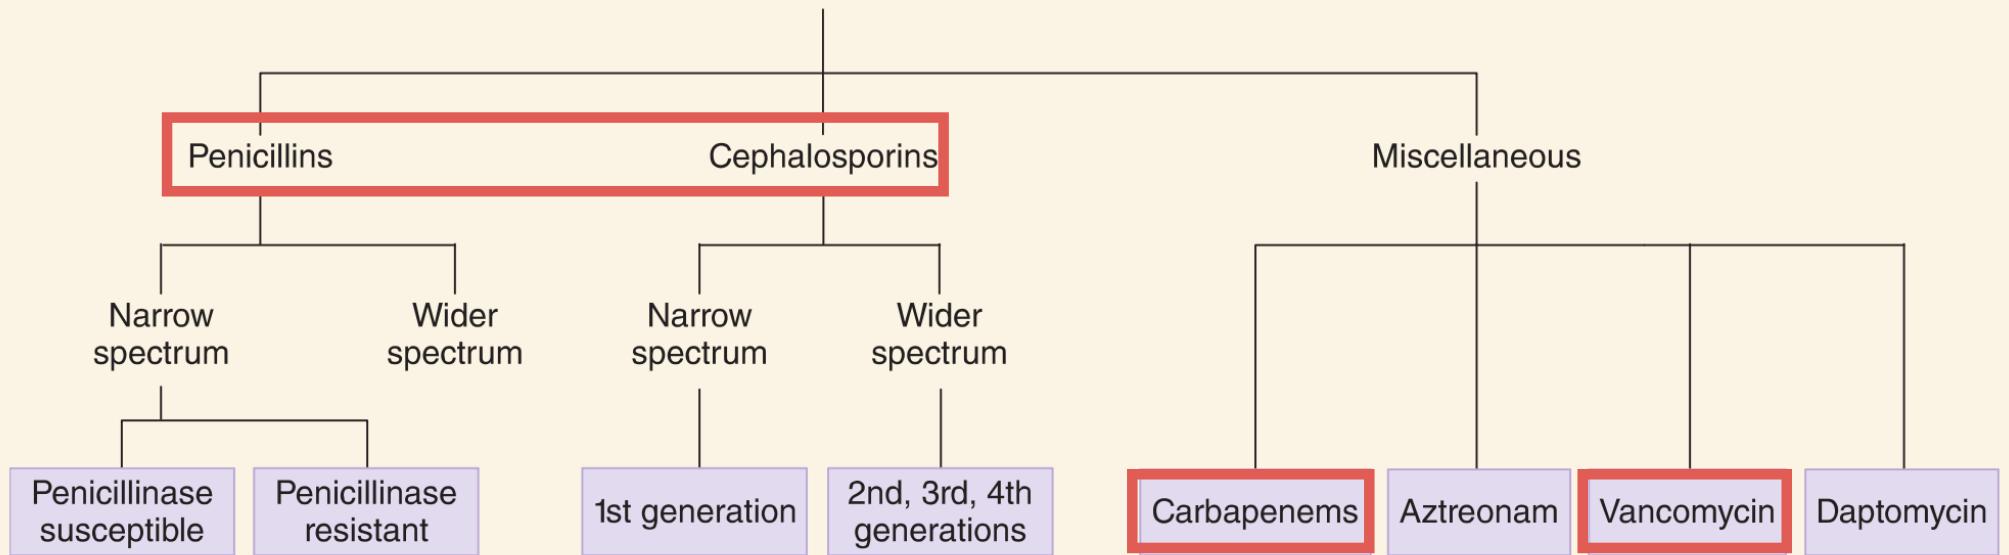 Penicillins
Cephalosporins
Miscellaneous
Narrow
spectrum
Wider
spectrum
Narrow
spectrum
Wider
spectrum
Penicillinase
susceptible
Penicillinase
resistant
1st generation
2nd, 3rd, 4th
generations
Carbapenems
Aztreonam
Vancomycin
Daptomycin